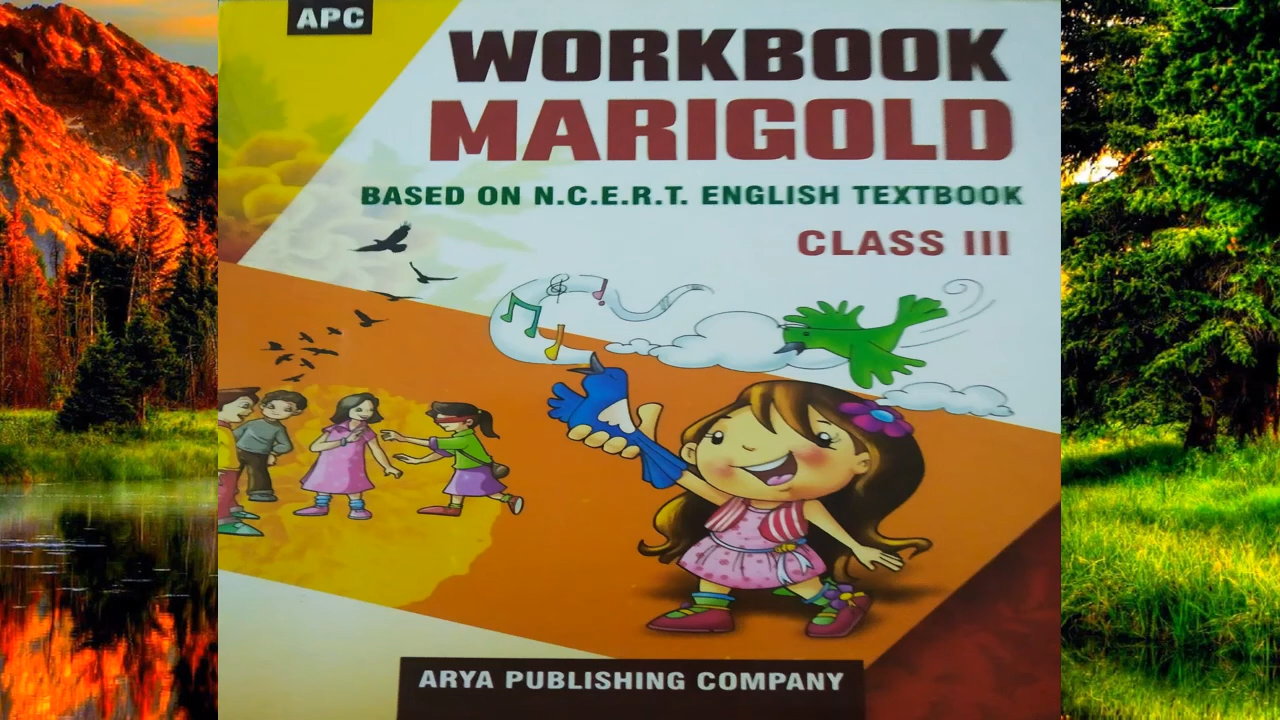 APC
WORKBOOK
MARIGOLD
BASED ON N.C.E.R.T. ENGLISH TEXTBOOK
CLASS III
ARYA PUBLISHING COMPANY